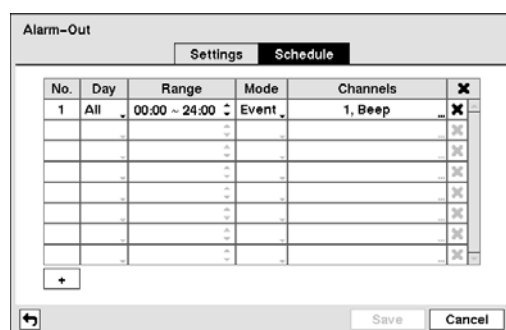 Alarm-Out
Settings Schedule
No. Day Range Mode Channels ✖
1 All 00:00 ~ 24:00 Event 1, Beep ... ✖
... ✖
... ✖
... ✖
... ✖
... ✖
... ✖
... ✖
+
Save Cancel